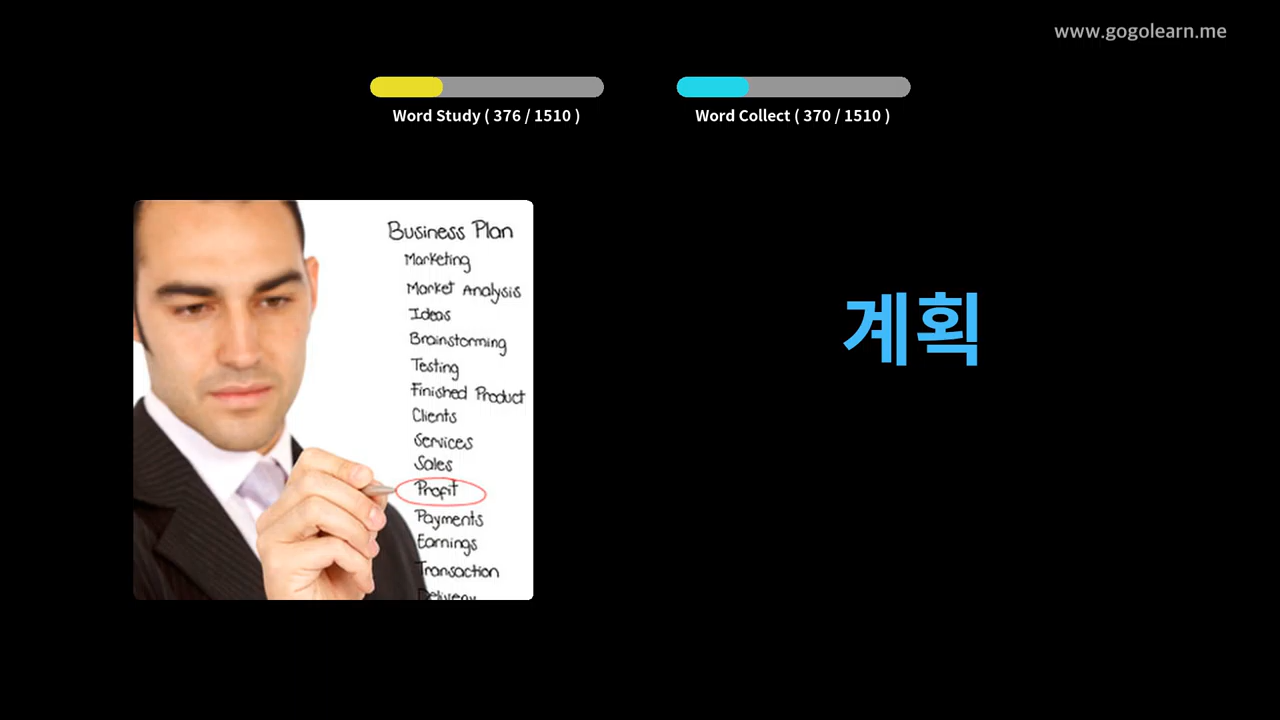 www.gogolearn.me
Word Study ( 376 / 1510 )
Word Collect ( 370 / 1510 )
Business Plan
Marketing
Market Analysis
Ideas
Brainstorming
Testing
Finished Product
Clients
Services
Sales
Profit
Payments
Earnings
Transaction
Delivery
계획